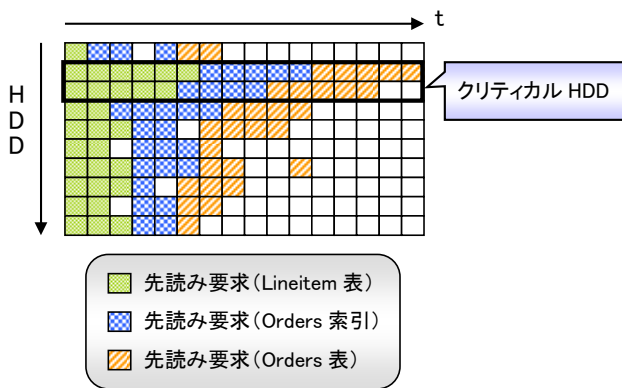 t
HDD
クリティカル HDD
先読み要求(Lineitem 表)
先読み要求(Orders 索引)
先読み要求(Orders 表)